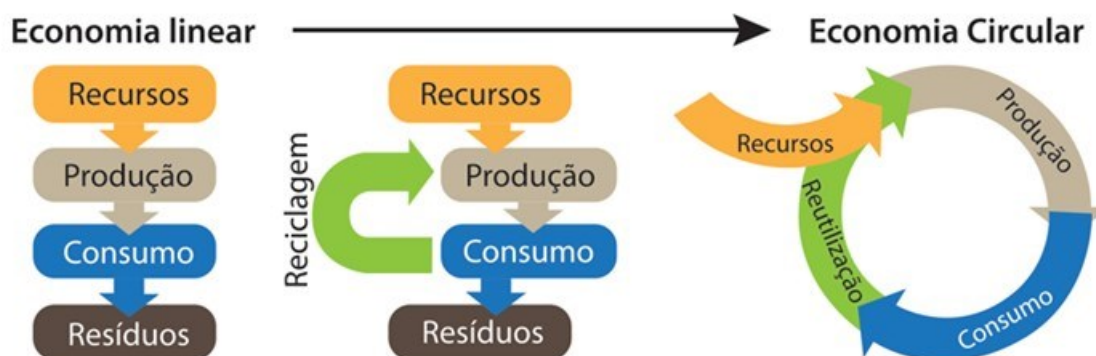 Economia linear
Economia Circular
Recursos
Produção
Consumo
Resíduos
Reciclagem
Recursos
Produção
Consumo
Resíduos
Recursos
Produção
Consumo
Reutilização